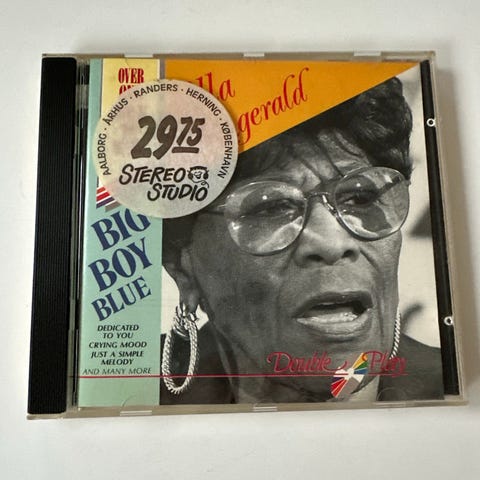 OVER
lla
gerald
AALBORG · ÅRHUS · RANDERS · HERNING · KØBENHAVN
29 75
STEREO
STUDIO
BIG
BOY
BLUE
DEDICATED
TO YOU
CRYING MOOD
JUST A SIMPLE
MELODY
AND MANY MORE
Double Play